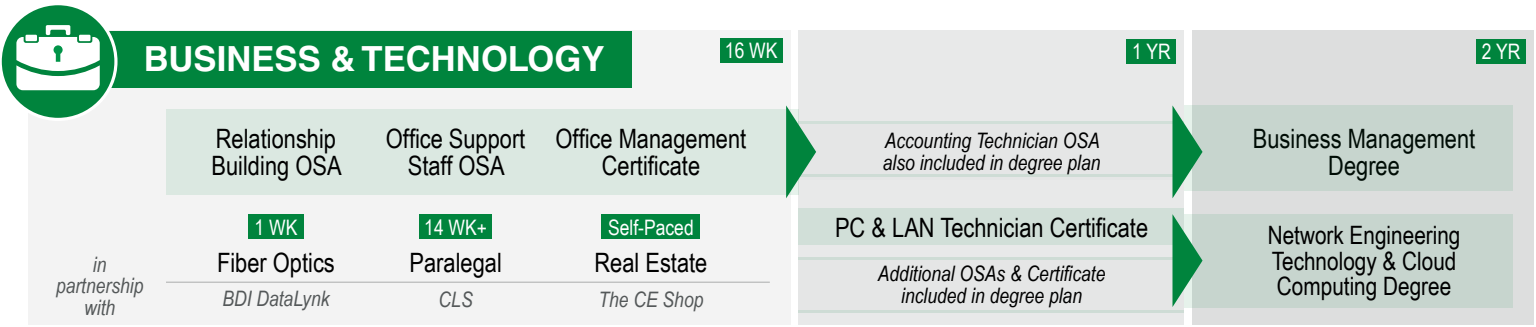 BUSINESS & TECHNOLOGY
16 WK
1 YR
2 YR
Relationship
Building OSA
Office Support
Staff OSA
Office Management
Certificate
Accounting Technician OSA
also included in degree plan
Business Management
Degree
1 WK
Fiber Optics
BDI DataLynk
14 WK+
Paralegal
CLS
Self-Paced
Real Estate
The CE Shop
in
partnership
with
PC & LAN Technician Certificate
Additional OSAs & Certificate
included in degree plan
Network Engineering
Technology & Cloud
Computing Degree